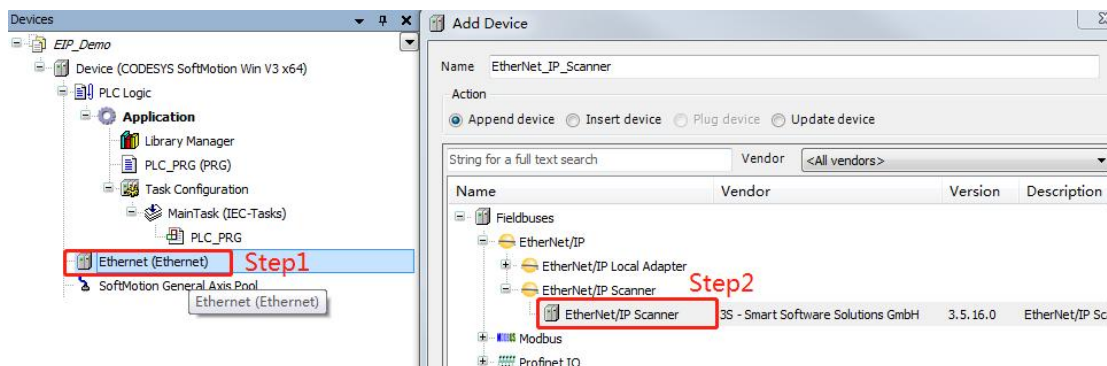 Devices
EIP_Demo
Device (CODESYS SoftMotion Win V3 x64)
PLC Logic
Application
Library Manager
PLC_PRG (PRG)
Task Configuration
MainTask (IEC-Tasks)
PLC_PRG
Ethernet (Ethernet)
Step1
SoftMotion General Axis Pool
Ethernet (Ethernet)
Add Device
Name EtherNet_IP_Scanner
Action
Append device Insert device Plug device Update device
String for a full text search Vendor <All vendors>
Name Vendor Version Description
Fieldbuses
EtherNet/IP
EtherNet/IP Local Adapter
EtherNet/IP Scanner
Step2
EtherNet/IP Scanner 3S - Smart Software Solutions GmbH 3.5.16.0 EtherNet/IP Sc
Modbus
Profinet IO